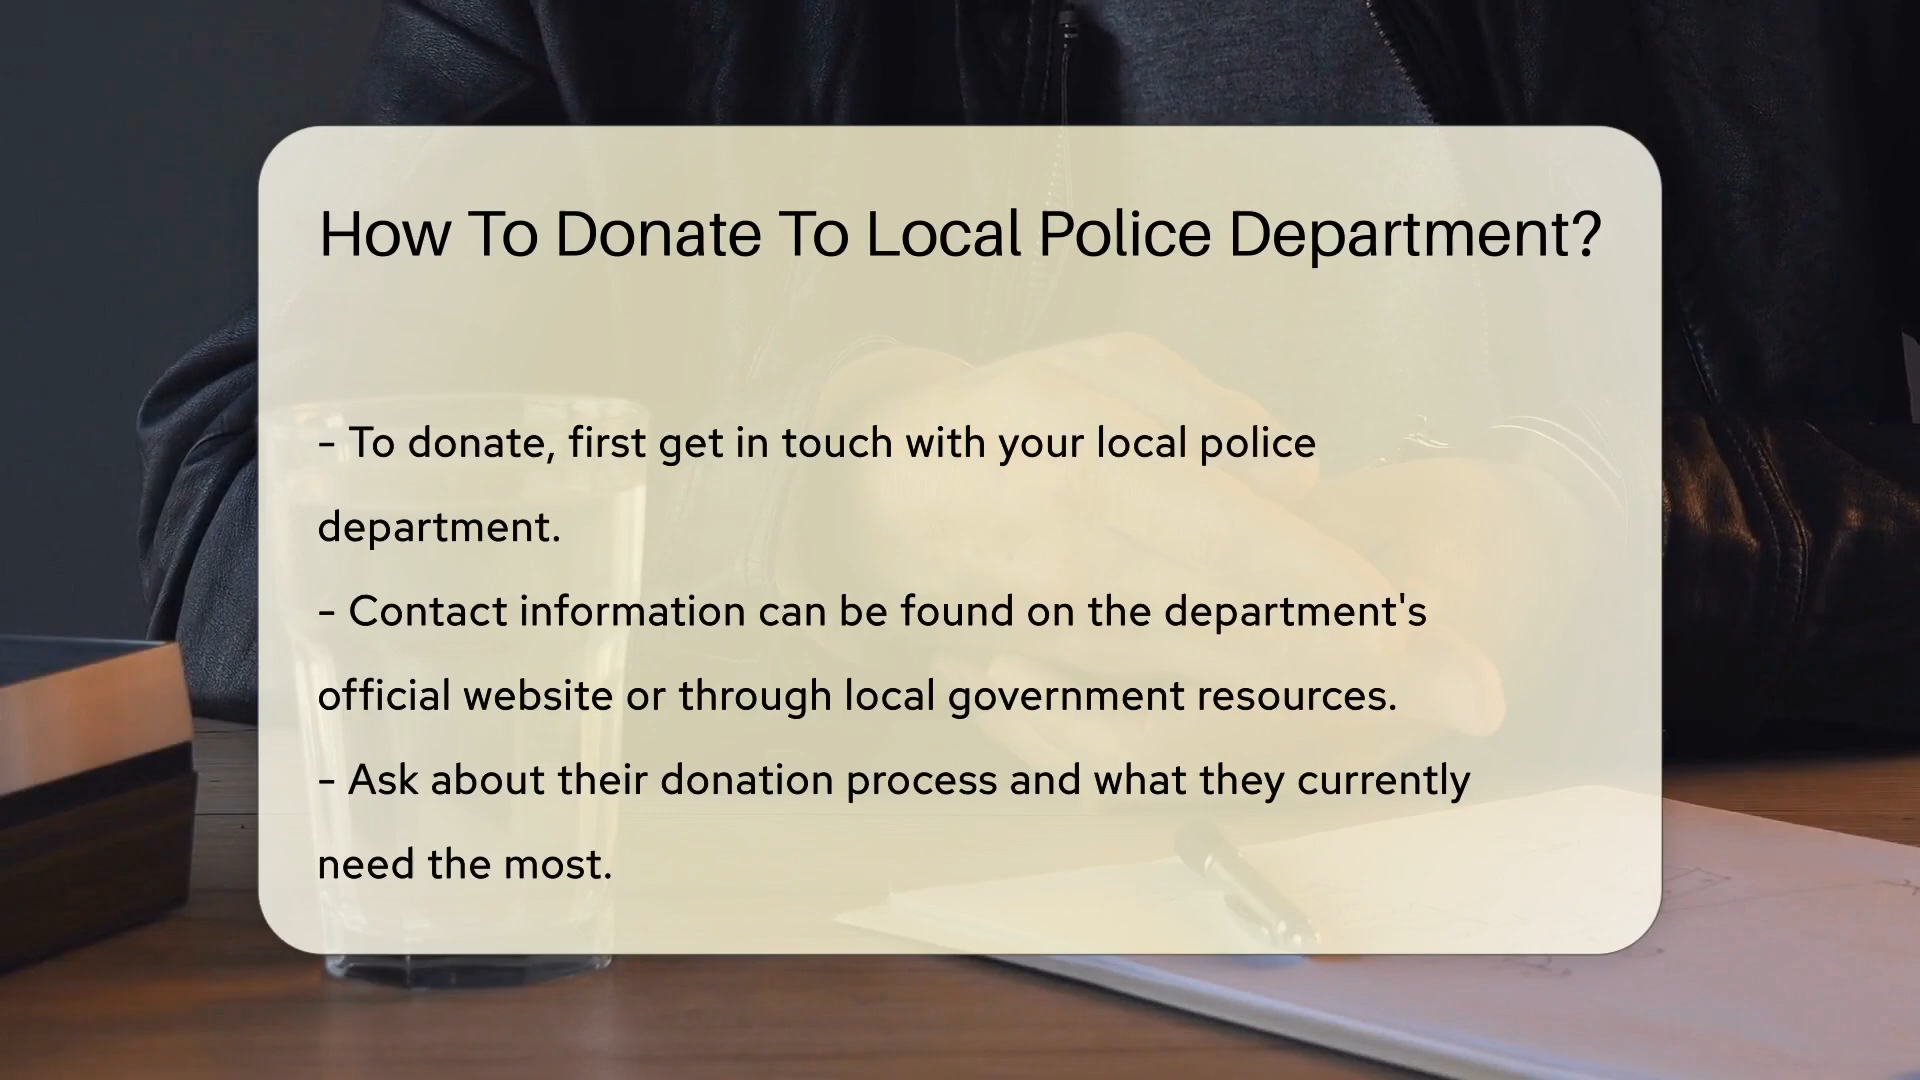 How To Donate To Local Police Department?
- To donate, first get in touch with your local police
department.
- Contact information can be found on the department's
official website or through local government resources.
- Ask about their donation process and what they currently
need the most.